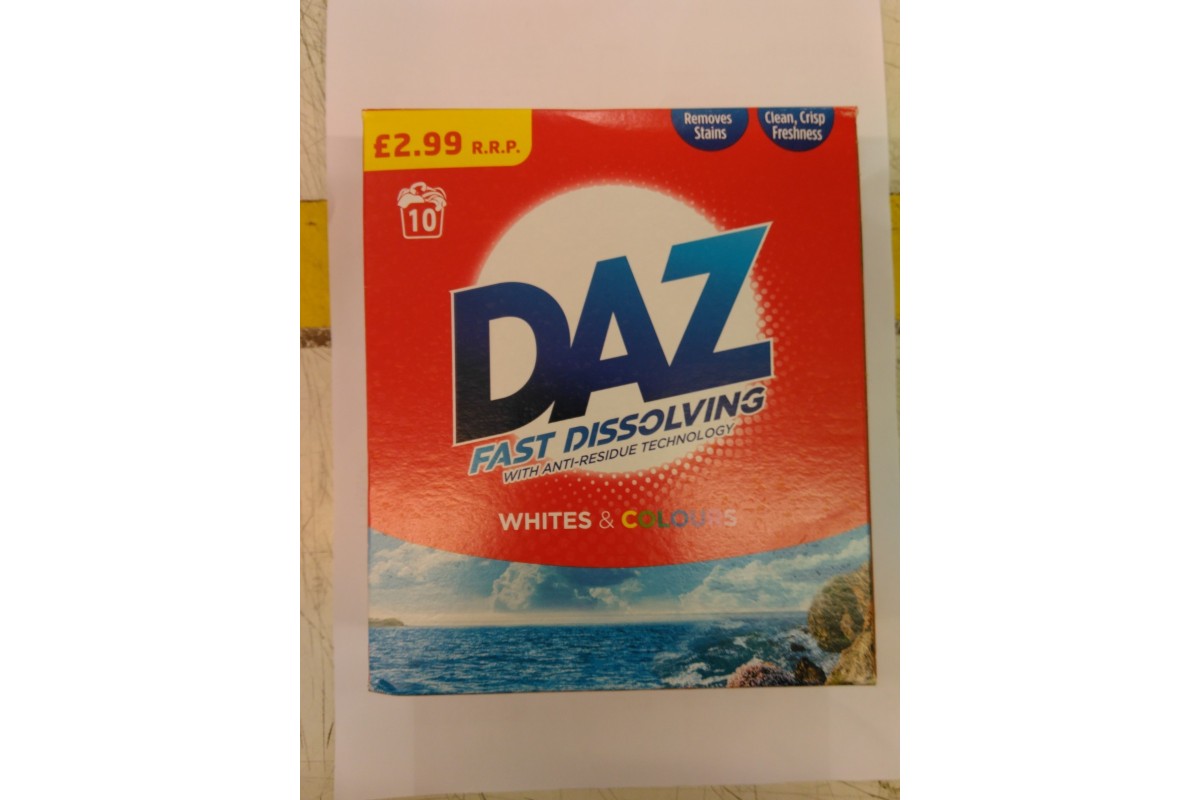 £2.99 R.R.P.
Removes
Stains
Clean, Crisp
Freshness
10
DAZ
FAST DISSOLVING
WITH ANTI-RESIDUE TECHNOLOGY
WHITES & COLOURS